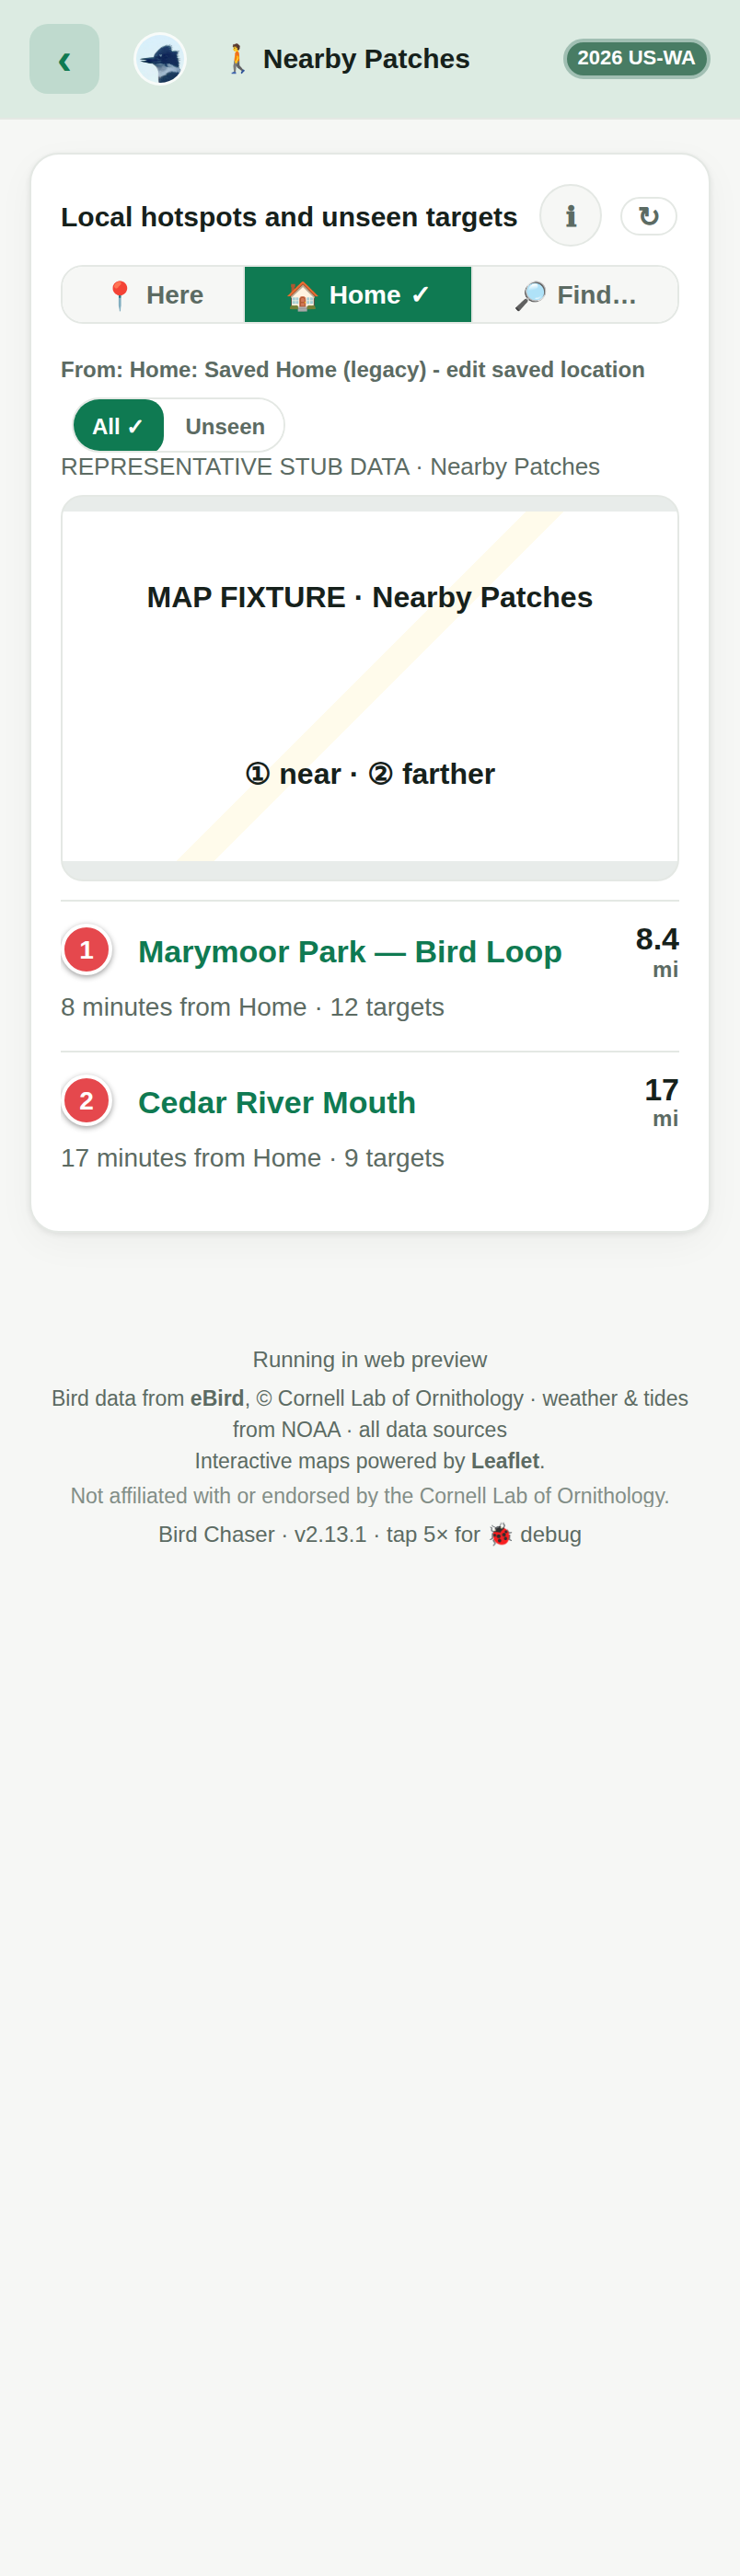 ‹ 🚶 Nearby Patches 2026 US-WA
Local hotspots and unseen targets ℹ ↻
📍 Here 🏠 Home ✓ 🔎 Find…
From: Home: Saved Home (legacy) - edit saved location
All ✓ Unseen
REPRESENTATIVE STUB DATA · Nearby Patches
MAP FIXTURE · Nearby Patches
① near · ② farther
1 Marymoor Park — Bird Loop 8.4
mi
8 minutes from Home · 12 targets
2 Cedar River Mouth 17
mi
17 minutes from Home · 9 targets
Running in web preview
Bird data from eBird, © Cornell Lab of Ornithology · weather & tides
from NOAA · all data sources
Interactive maps powered by Leaflet.
Not affiliated with or endorsed by the Cornell Lab of Ornithology.
Bird Chaser · v2.13.1 · tap 5× for 🐞 debug